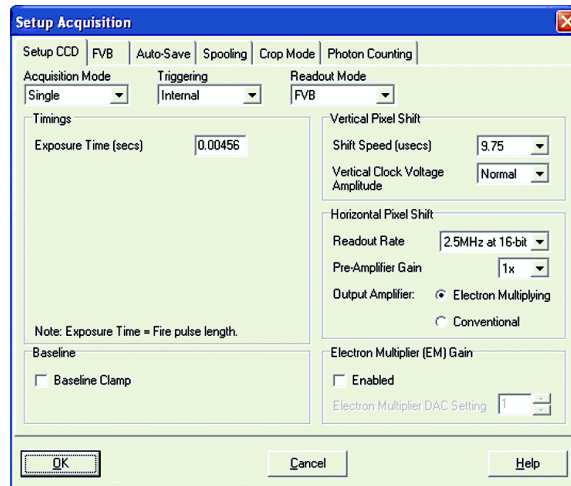 Setup Acquisition
Setup CCD FVB Auto-Save Spooling Crop Mode Photon Counting
Acquisition Mode Triggering Readout Mode
Single Internal FVB
Timings
Exposure Time (secs) 0.00456
Note: Exposure Time = Fire pulse length.
Vertical Pixel Shift
Shift Speed (usecs) 9.75
Vertical Clock Voltage Normal
Amplitude
Horizontal Pixel Shift
Readout Rate 2.5MHz at 16-bit
Pre-Amplifier Gain 1x
Output Amplifier: Electron Multiplying
Conventional
Baseline
Baseline Clamp
Electron Multiplier (EM) Gain
Enabled
Electron Multiplier DAC Setting 1
OK Cancel Help